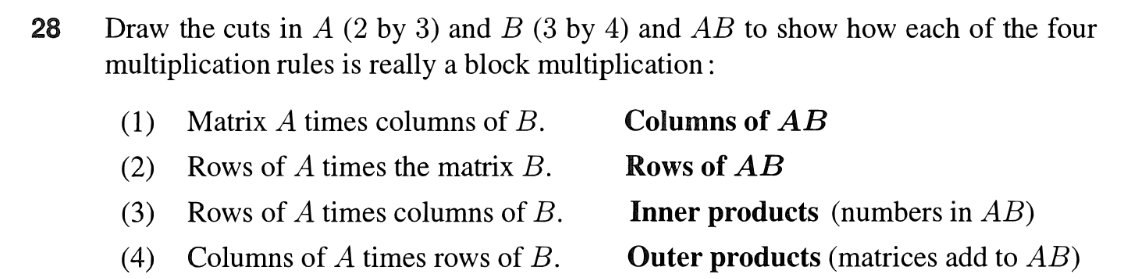 28 Draw the cuts in A (2 by 3) and B (3 by 4) and AB to show how each of the four
multiplication rules is really a block multiplication:
(1) Matrix A times columns of B. Columns of AB
(2) Rows of A times the matrix B. Rows of AB
(3) Rows of A times columns of B. Inner products (numbers in AB)
(4) Columns of A times rows of B. Outer products (matrices add to AB)